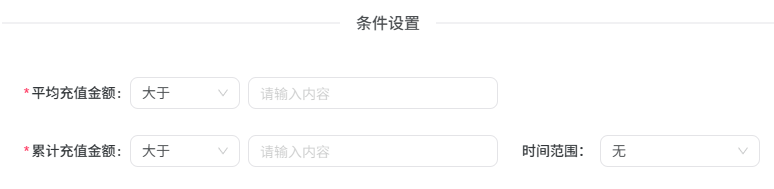 条件设置
*平均充值金额： 大于 请输入内容
*累计充值金额： 大于 请输入内容 时间范围： 无